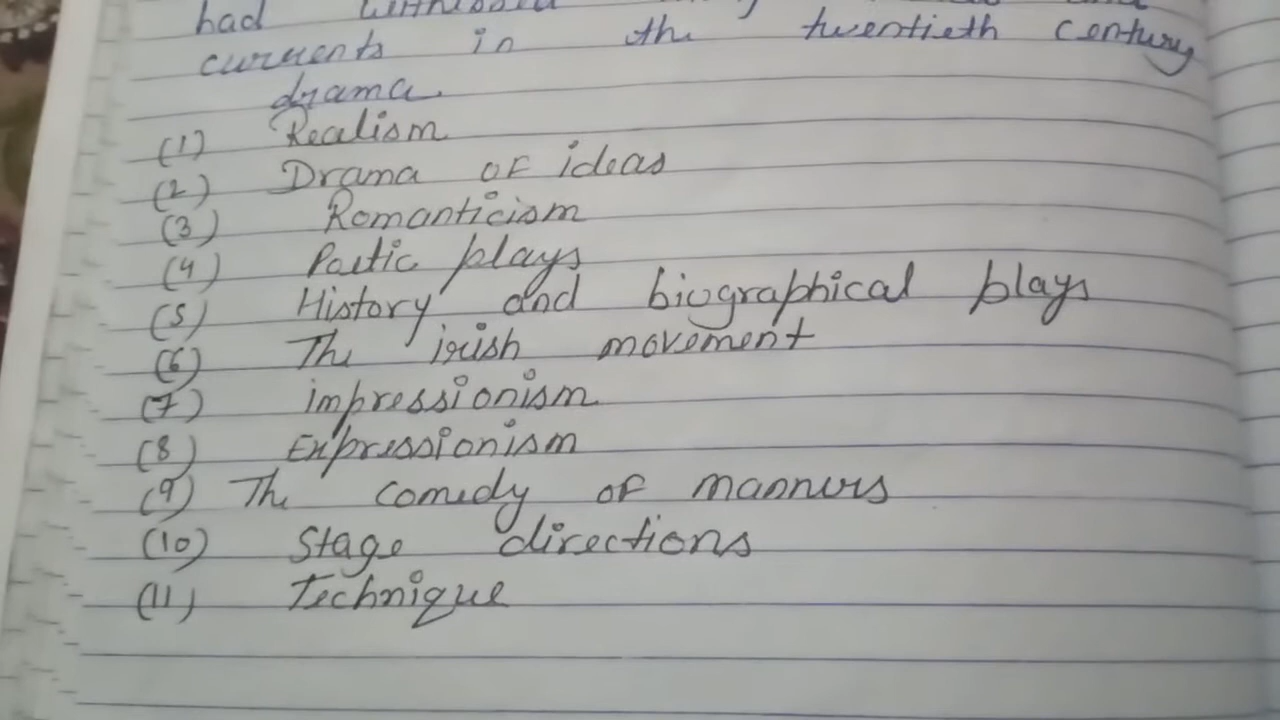 had
currents in the twentieth century
drama.
(1) Realism
(2) Drama of ideas
(3) Romanticism
(4) Poetic plays
(5) History and biographical plays
(6) The irish movement
(7) impressionism
(8) Expressionism
(9) The comedy of manners
(10) Stage directions
(11) Technique